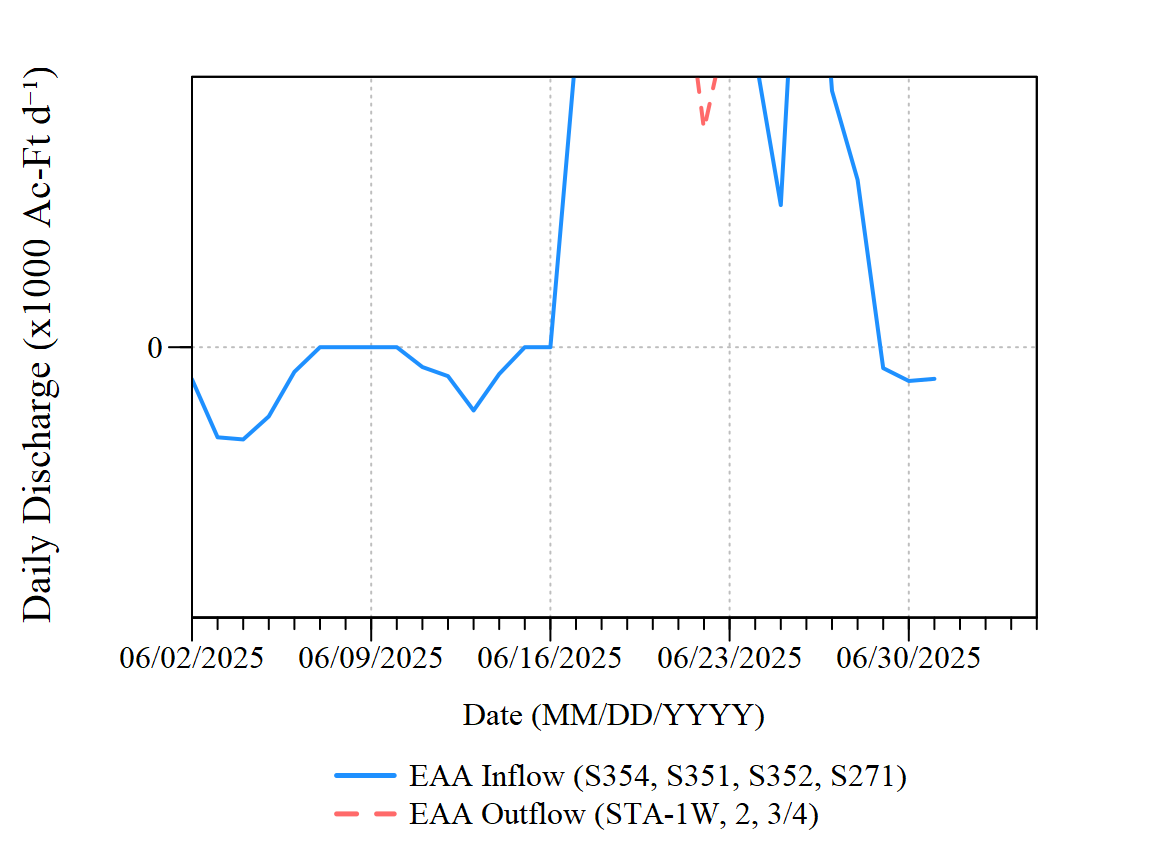 Daily Discharge (x1000 Ac-Ft d⁻¹)
0
06/02/2025 06/09/2025 06/16/2025 06/23/2025 06/30/2025
Date (MM/DD/YYYY)
EAA Inflow (S354, S351, S352, S271)
EAA Outflow (STA-1W, 2, 3/4)